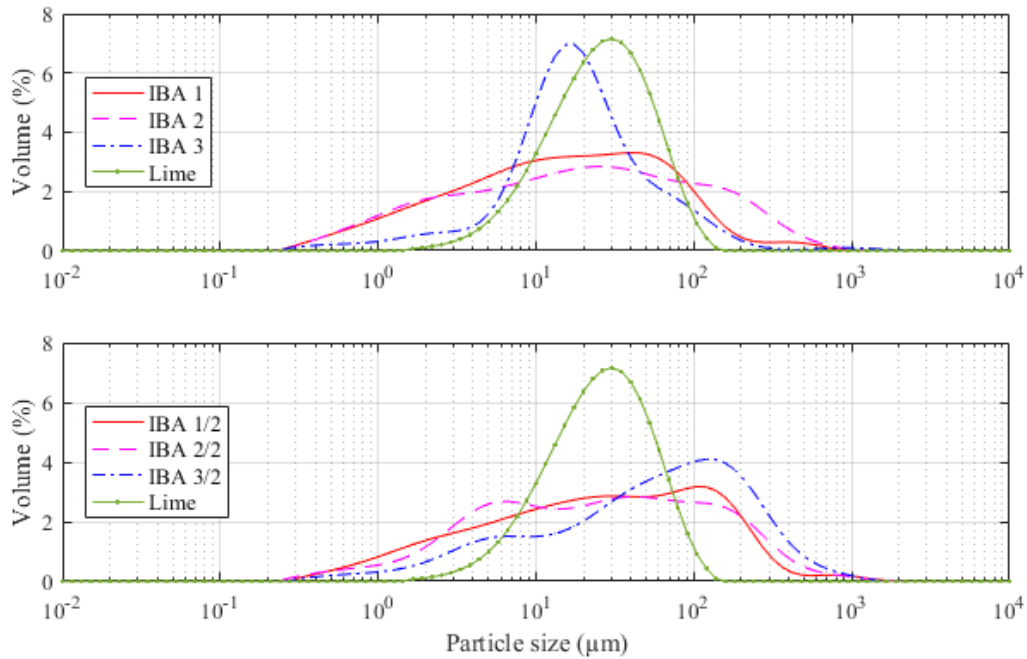 8
6
4
2
0
Volume (%)
IBA 1
IBA 2
IBA 3
Lime
10⁻² 10⁻¹ 10⁰ 10¹ 10² 10³ 10⁴
8
6
4
2
0
Volume (%)
IBA 1/2
IBA 2/2
IBA 3/2
Lime
10⁻² 10⁻¹ 10⁰ 10¹ 10² 10³ 10⁴
Particle size (µm)